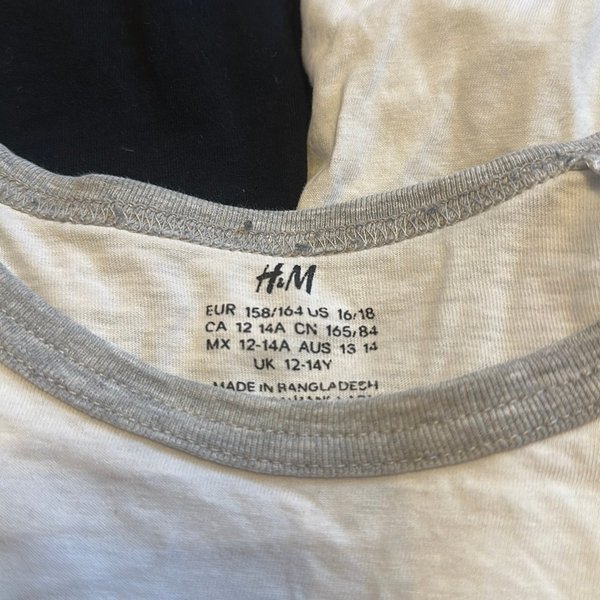 H&M
EUR 158/164 US 16/18
CA 12 14A CN 165/84
MX 12-14A AUS 13 14
UK 12-14Y
MADE IN BANGLADESH